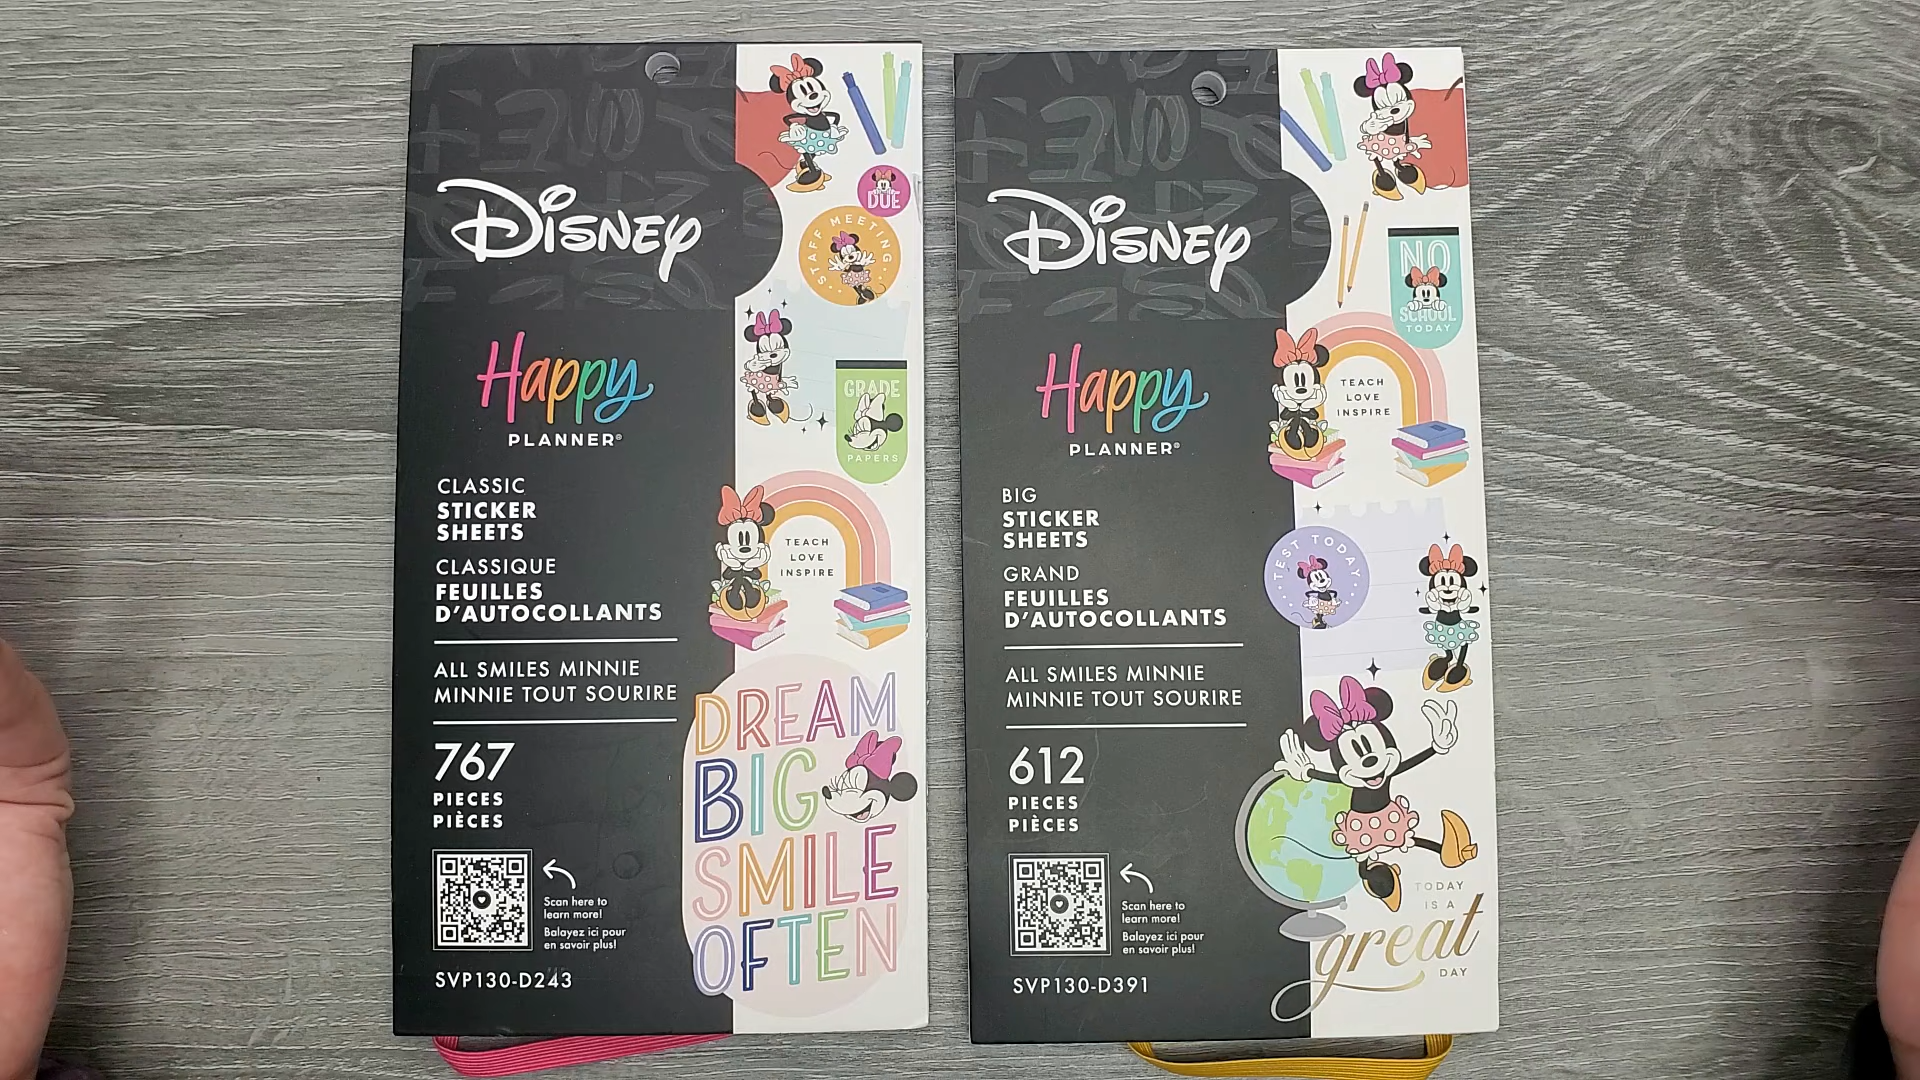 DISNEY
Happy
PLANNER®
CLASSIC
STICKER
SHEETS
CLASSIQUE
FEUILLES
D'AUTOCOLLANTS
ALL SMILES MINNIE
MINNIE TOUT SOURIRE
767
PIECES
PIÈCES
Scan here to
learn more!
Balayez ici pour
en savoir plus!
SVP130-D243
DUE
STAFF MEETING
GRADE
PAPERS
TEACH
LOVE
INSPIRE
DREAM
BIG
SMILE
OFTEN
DISNEY
Happy
PLANNER®
BIG
STICKER
SHEETS
GRAND
FEUILLES
D'AUTOCOLLANTS
ALL SMILES MINNIE
MINNIE TOUT SOURIRE
612
PIECES
PIÈCES
Scan here to
learn more!
Balayez ici pour
en savoir plus!
SVP130-D391
NO
SCHOOL
TODAY
TEACH
LOVE
INSPIRE
TEST TODAY
TODAY
IS A
great
DAY